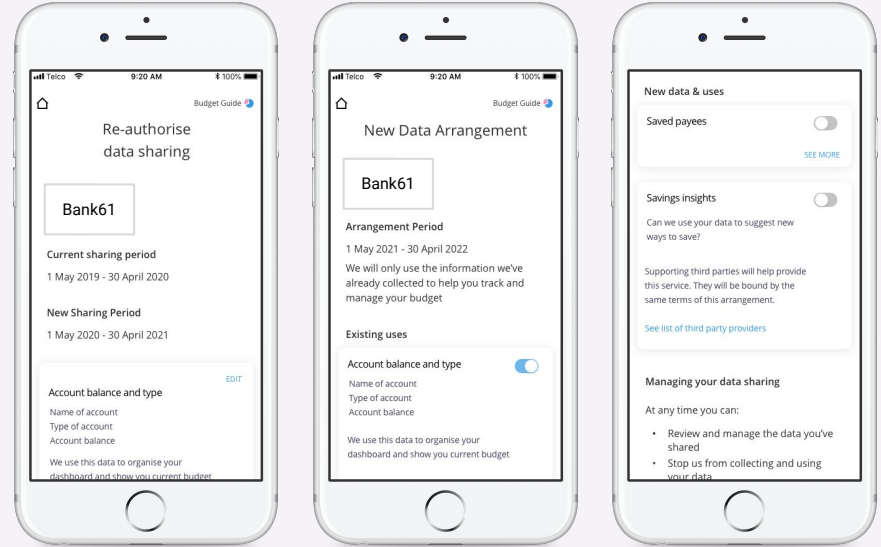 Telco 9:20 AM 100%
Budget Guide
Re-authorise
data sharing
Bank61
Current sharing period
1 May 2019 - 30 April 2020
New Sharing Period
1 May 2020 - 30 April 2021
EDIT
Account balance and type
Name of account
Type of account
Account balance
We use this data to organise your
dashboard and show you current budget
Telco 9:20 AM 100%
Budget Guide
New Data Arrangement
Bank61
Arrangement Period
1 May 2021 - 30 April 2022
We will only use the information we've
already collected to help you track and
manage your budget
Existing uses
Account balance and type
Name of account
Type of account
Account balance
We use this data to organise your
dashboard and show you current budget
New data & uses
Saved payees
SEE MORE
Savings insights
Can we use your data to suggest new
ways to save?
Supporting third parties will help provide
this service. They will be bound by the
same terms of this arrangement.
See list of third party providers
Managing your data sharing
At any time you can:
• Review and manage the data you've
shared
• Stop us from collecting and using
your data